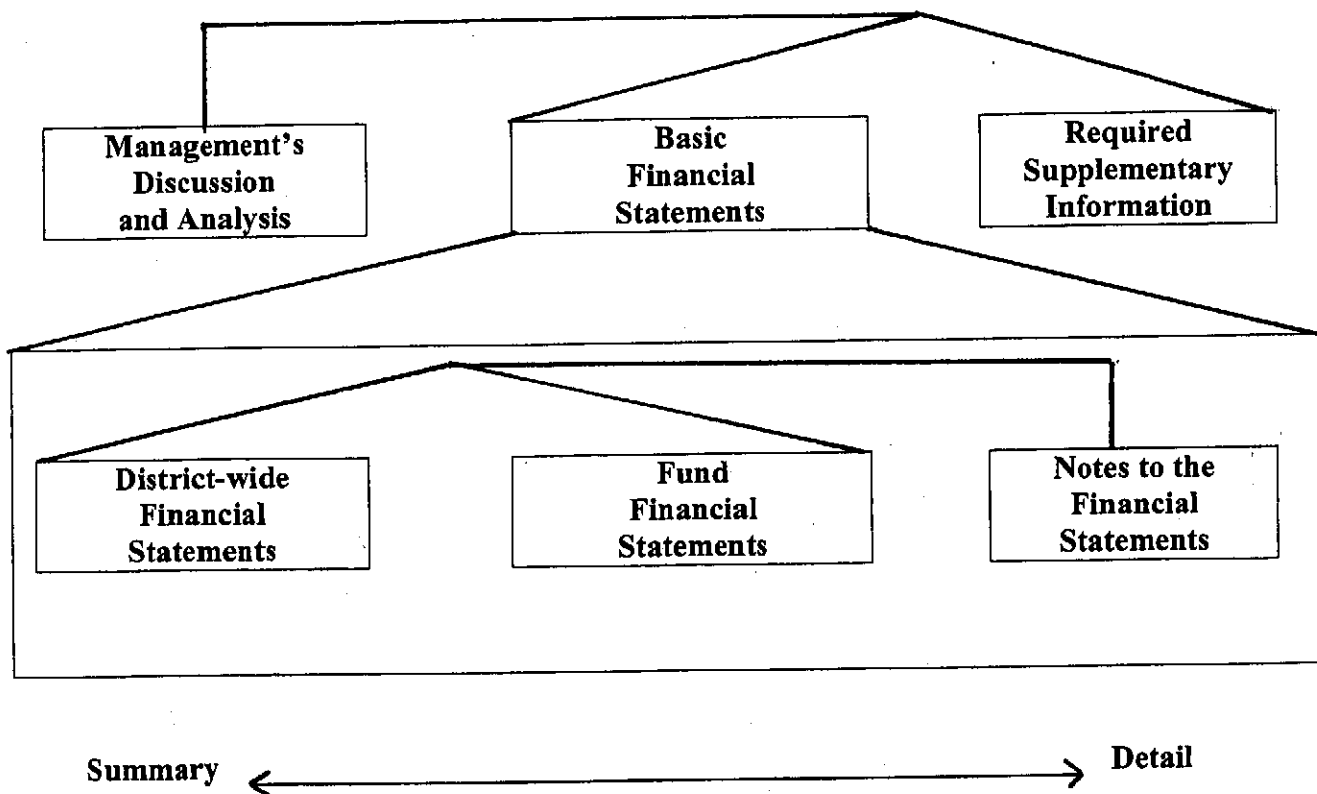 Management's
Discussion
and Analysis
Basic
Financial
Statements
Required
Supplementary
Information
District-wide
Financial
Statements
Fund
Financial
Statements
Notes to the
Financial
Statements
Summary
Detail